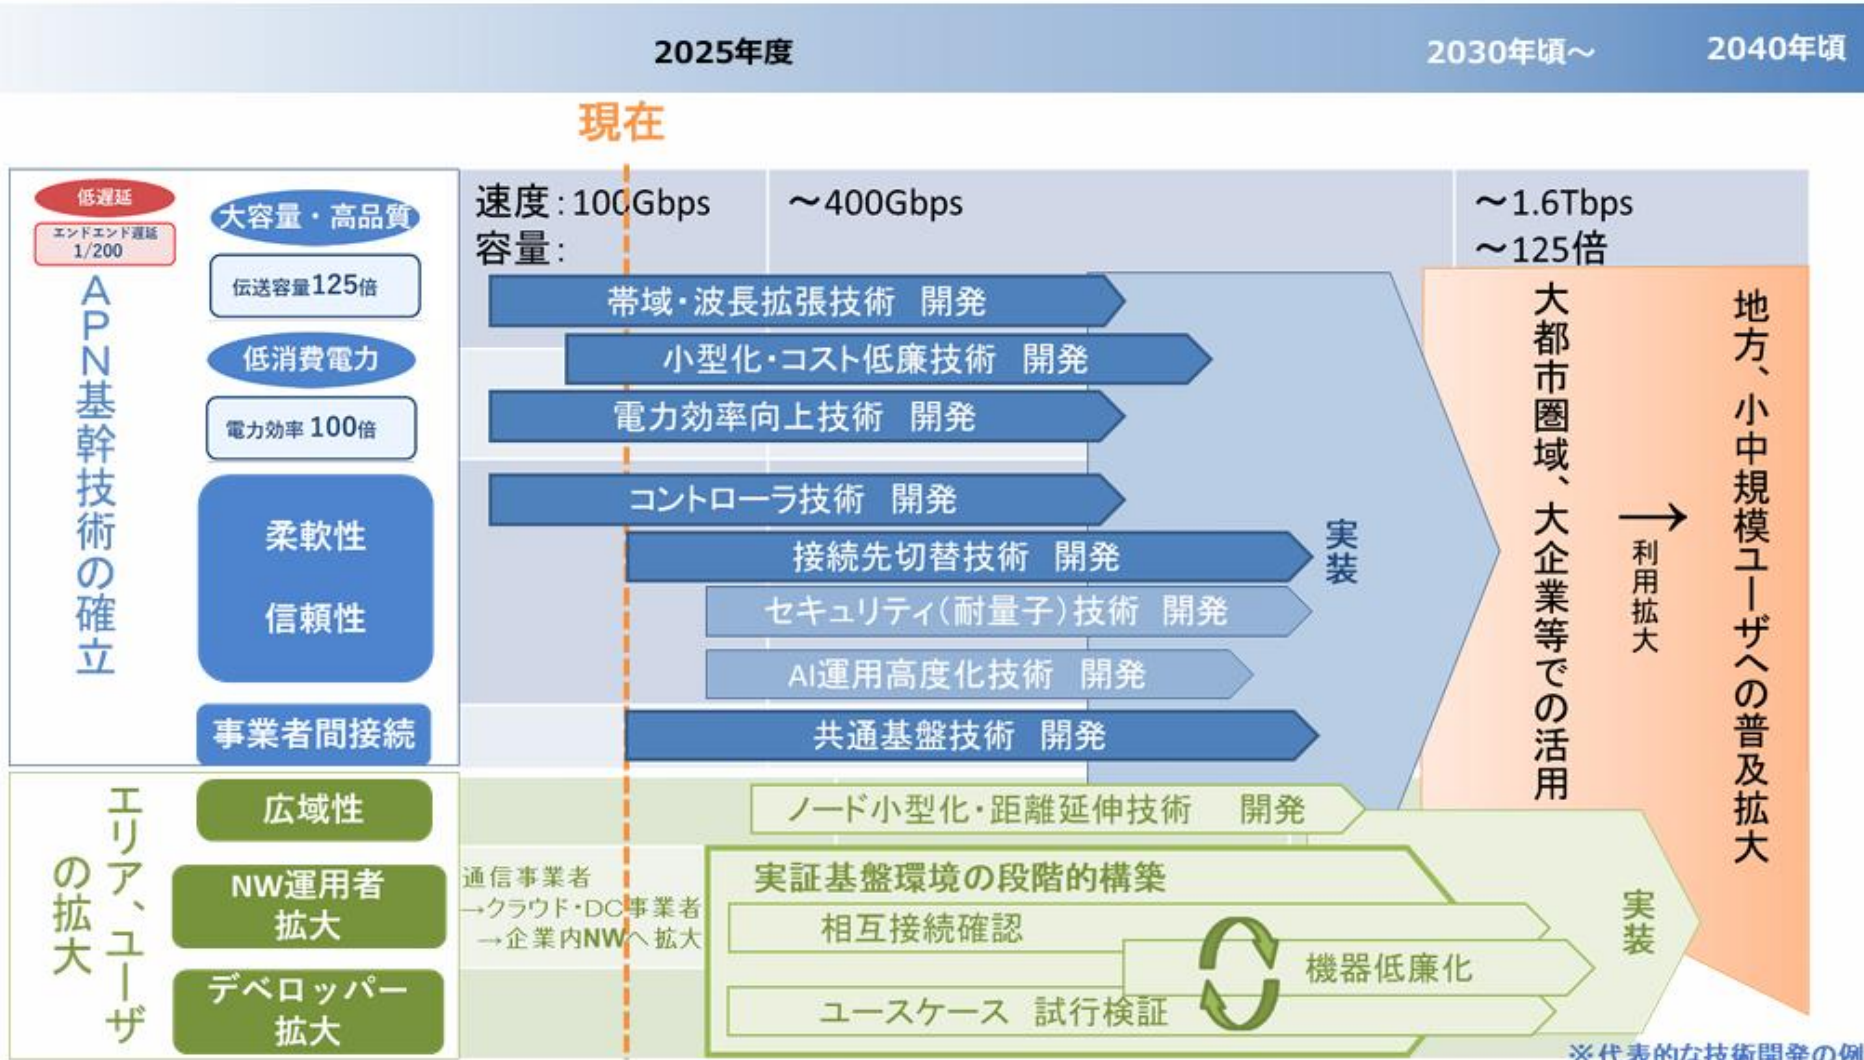 2025年度
2030年頃～
2040年頃
現在
低遅延
エンドエンド遅延
1/200
APN基幹技術の確立
大容量・高品質
伝送容量125倍
低消費電力
電力効率100倍
柔軟性
信頼性
事業者間接続
速度:100Gbps
～400Gbps
～1.6Tbps
容量:
～125倍
帯域・波長拡張技術 開発
小型化・コスト低廉技術 開発
電力効率向上技術 開発
コントローラ技術 開発
接続先切替技術 開発
セキュリティ(耐量子)技術 開発
AI運用高度化技術 開発
共通基盤技術 開発
実装
大都市圏域、大企業等での活用
→
利用拡大
地方、小中規模ユーザへの普及拡大
エリア、ユーザ
の拡大
広域性
NW運用者
拡大
デベロッパー
拡大
通信事業者
→クラウド・DC事業者
→企業内NWへ拡大
ノード小型化・距離延伸技術 開発
実証基盤環境の段階的構築
相互接続確認
機器低廉化
ユースケース 試行検証
実装
※代表的な技術開発の例